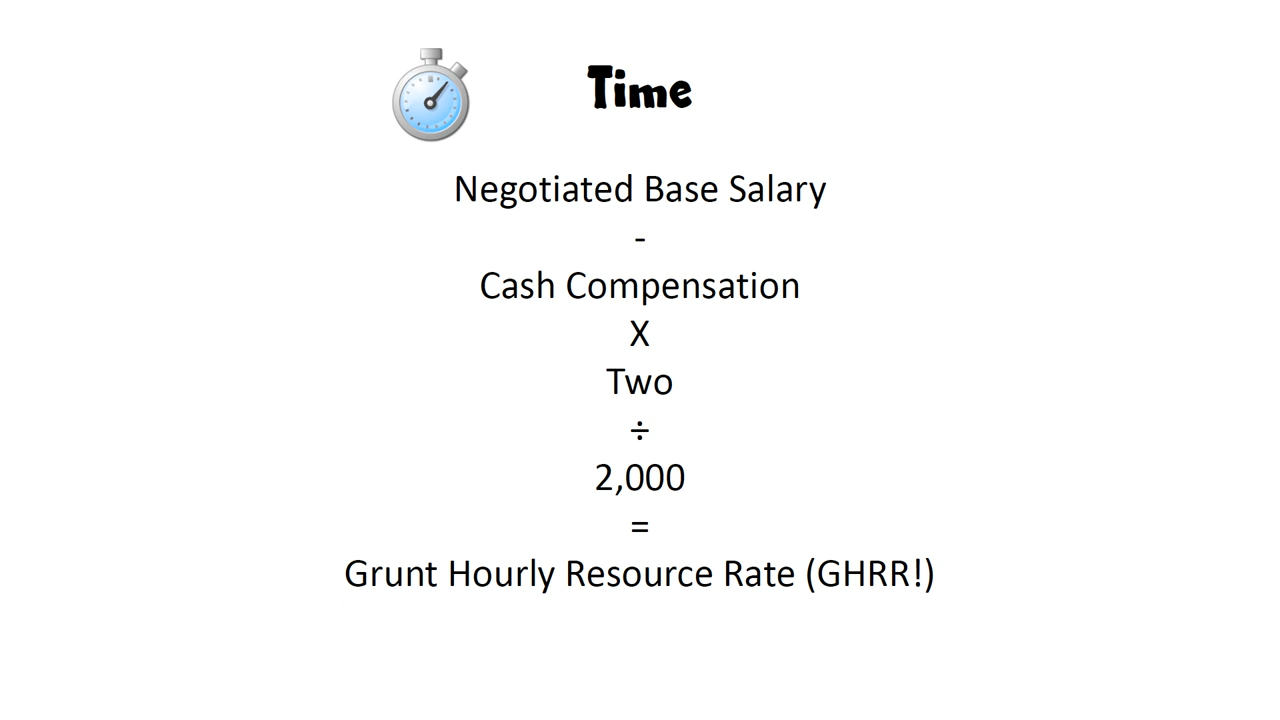 Time
Negotiated Base Salary
-
Cash Compensation
X
Two
÷
2,000
=
Grunt Hourly Resource Rate (GHRR!)